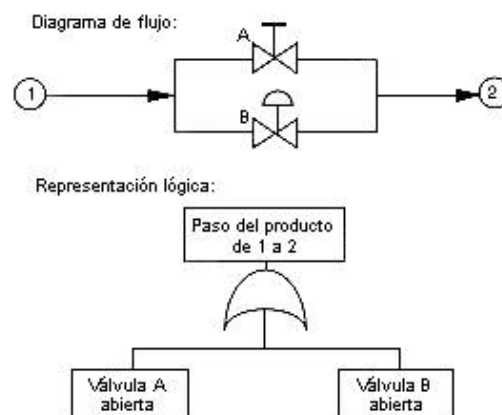 Diagrama de flujo:
A
1
2
B
Representación lógica:
Paso del producto
de 1 a 2
Válvula A
abierta
Válvula B
abierta